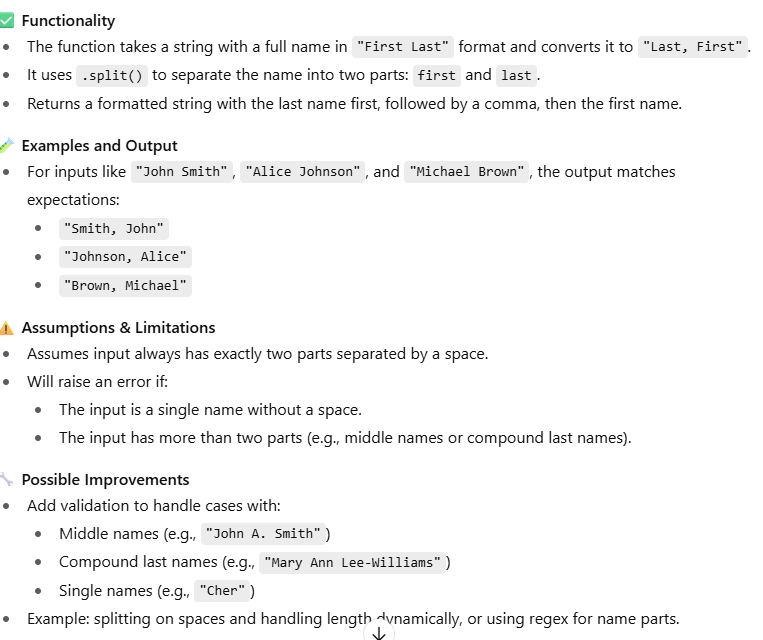 ✅ Functionality
• The function takes a string with a full name in "First Last" format and converts it to "Last, First".
• It uses .split() to separate the name into two parts: first and last.
• Returns a formatted string with the last name first, followed by a comma, then the first name.
🧪 Examples and Output
• For inputs like "John Smith", "Alice Johnson", and "Michael Brown", the output matches
expectations:
• "Smith, John"
• "Johnson, Alice"
• "Brown, Michael"
⚠️ Assumptions & Limitations
• Assumes input always has exactly two parts separated by a space.
• Will raise an error if:
• The input is a single name without a space.
• The input has more than two parts (e.g., middle names or compound last names).
🔧 Possible Improvements
• Add validation to handle cases with:
• Middle names (e.g., "John A. Smith")
• Compound last names (e.g., "Mary Ann Lee-Williams")
• Single names (e.g., "Cher")
• Example: splitting on spaces and handling length dynamically, or using regex for name parts.